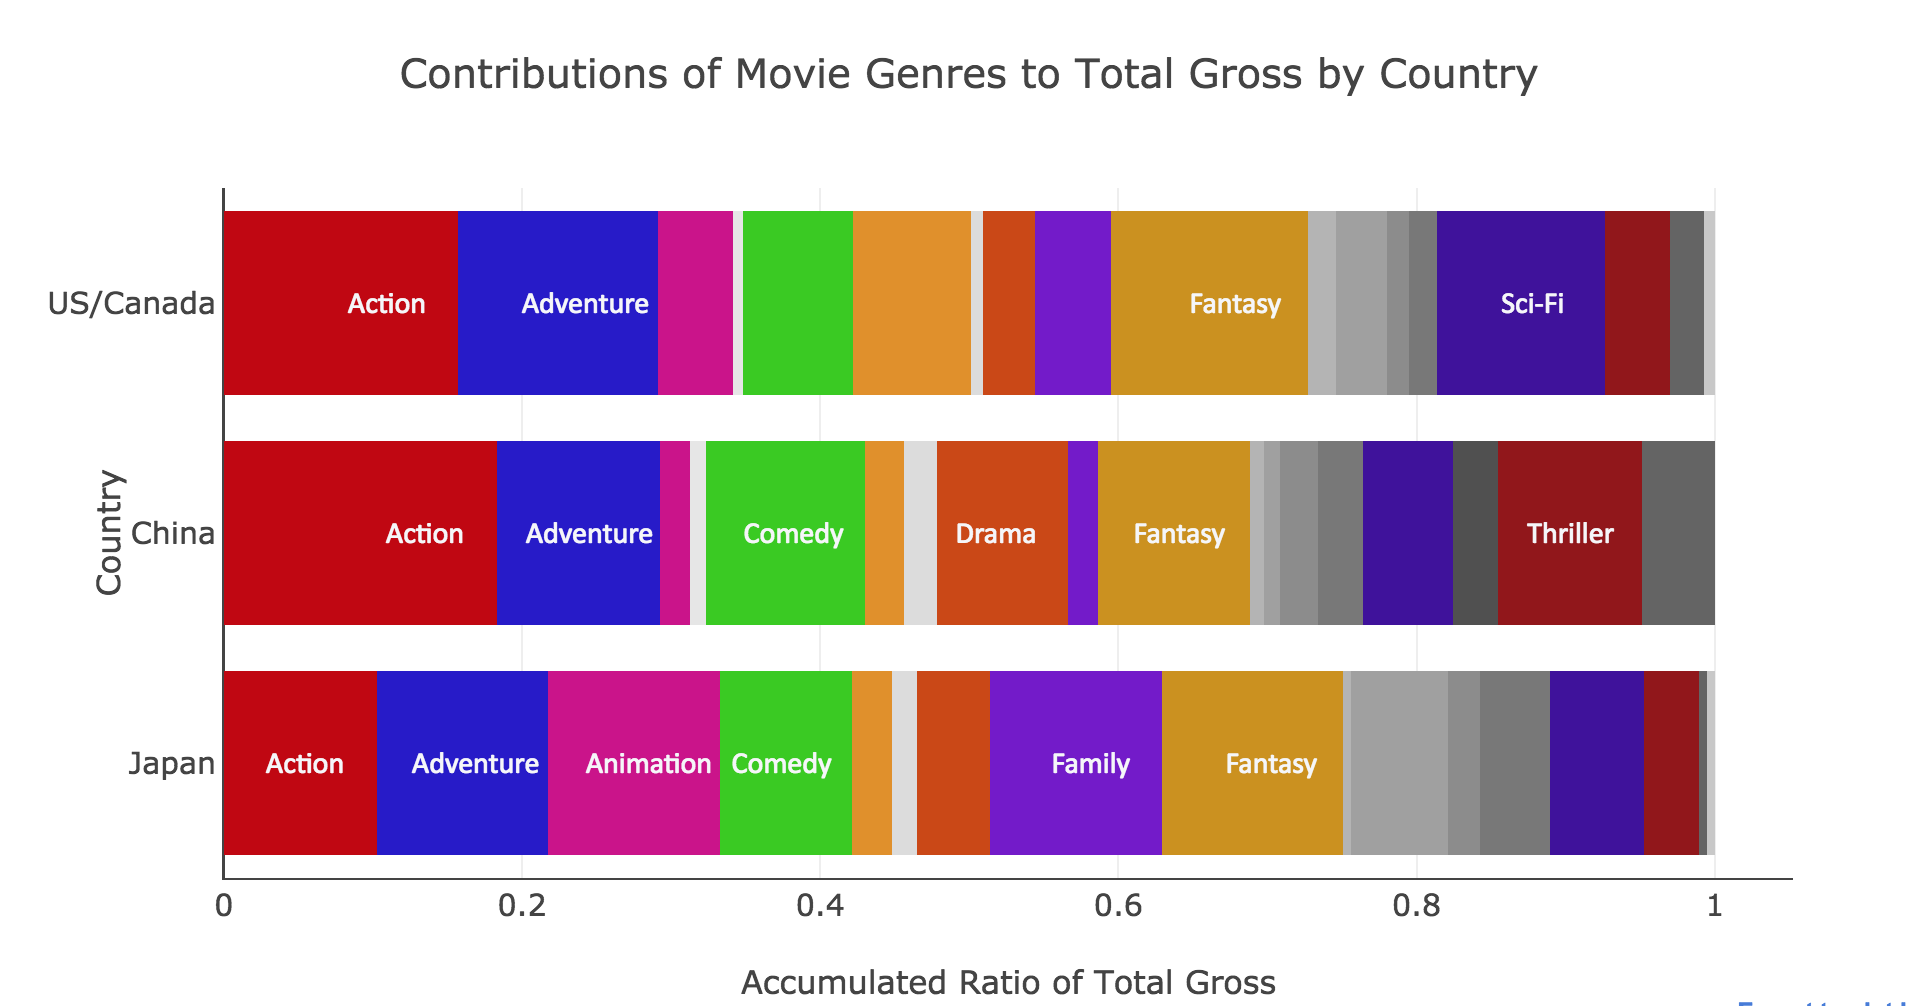 Contributions of Movie Genres to Total Gross by Country
US/Canada
Action
Adventure
Fantasy
Sci-Fi
Country
China
Action
Adventure
Comedy
Drama
Fantasy
Thriller
Japan
Action
Adventure
Animation
Comedy
Family
Fantasy
0
0.2
0.4
0.6
0.8
1
Accumulated Ratio of Total Gross